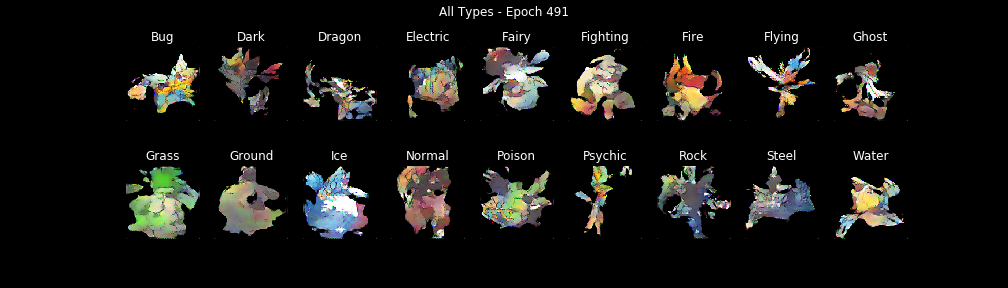 All Types - Epoch 491
Bug Dark Dragon Electric Fairy Fighting Fire Flying Ghost
Grass Ground Ice Normal Poison Psychic Rock Steel Water